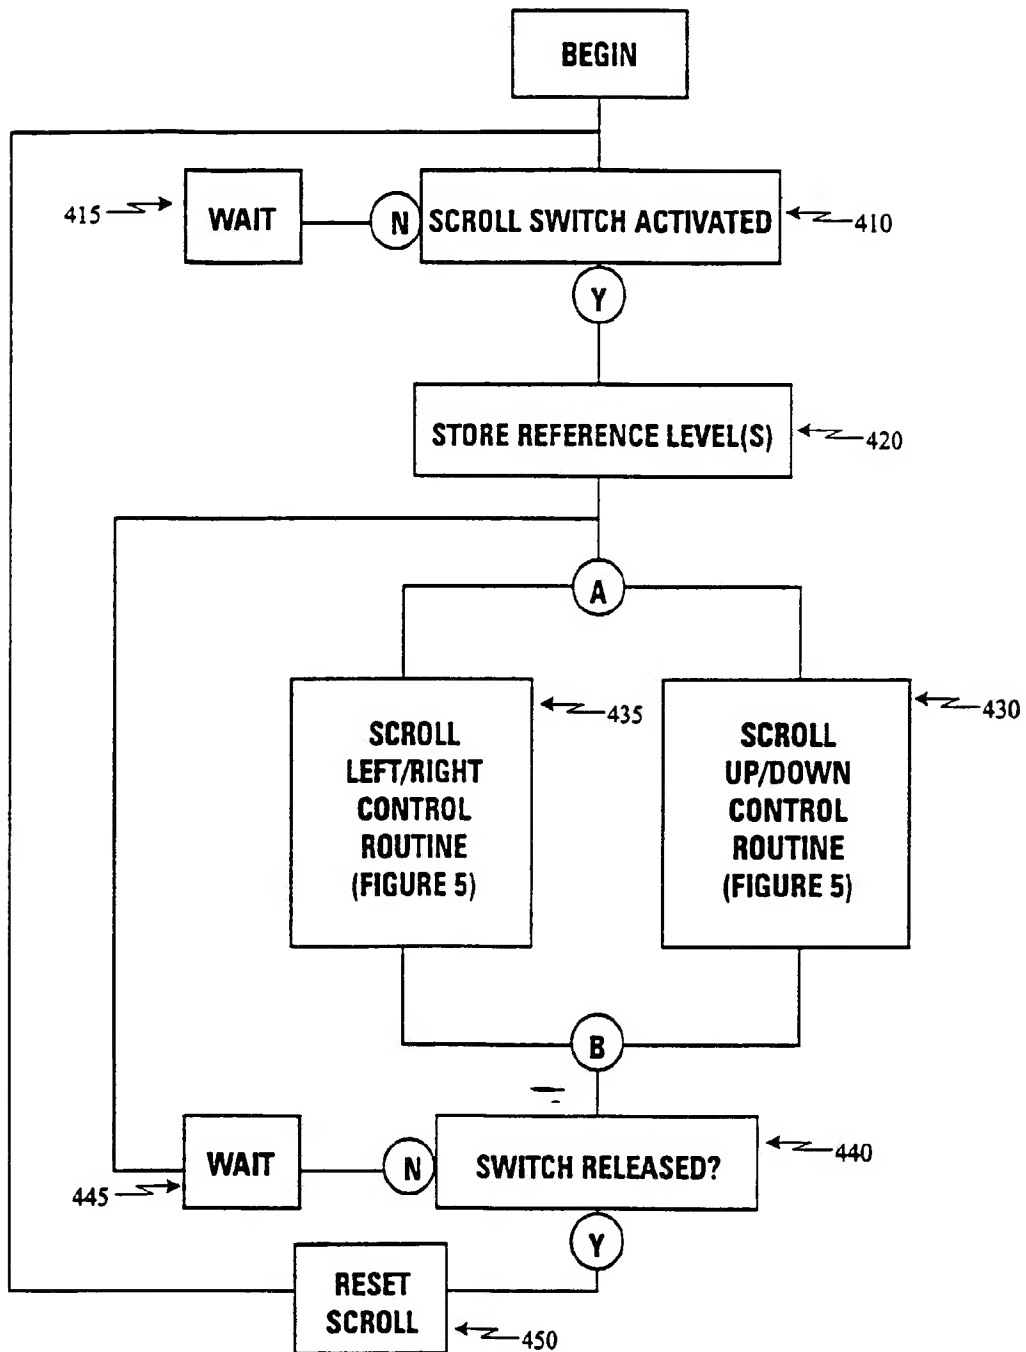 BEGIN
415
WAIT
N
SCROLL SWITCH ACTIVATED
410
Y
STORE REFERENCE LEVEL(S)
420
A
SCROLL
LEFT/RIGHT
CONTROL
ROUTINE
(FIGURE 5)
435
SCROLL
UP/DOWN
CONTROL
ROUTINE
(FIGURE 5)
430
B
WAIT
445
N
SWITCH RELEASED?
440
Y
RESET
SCROLL
450